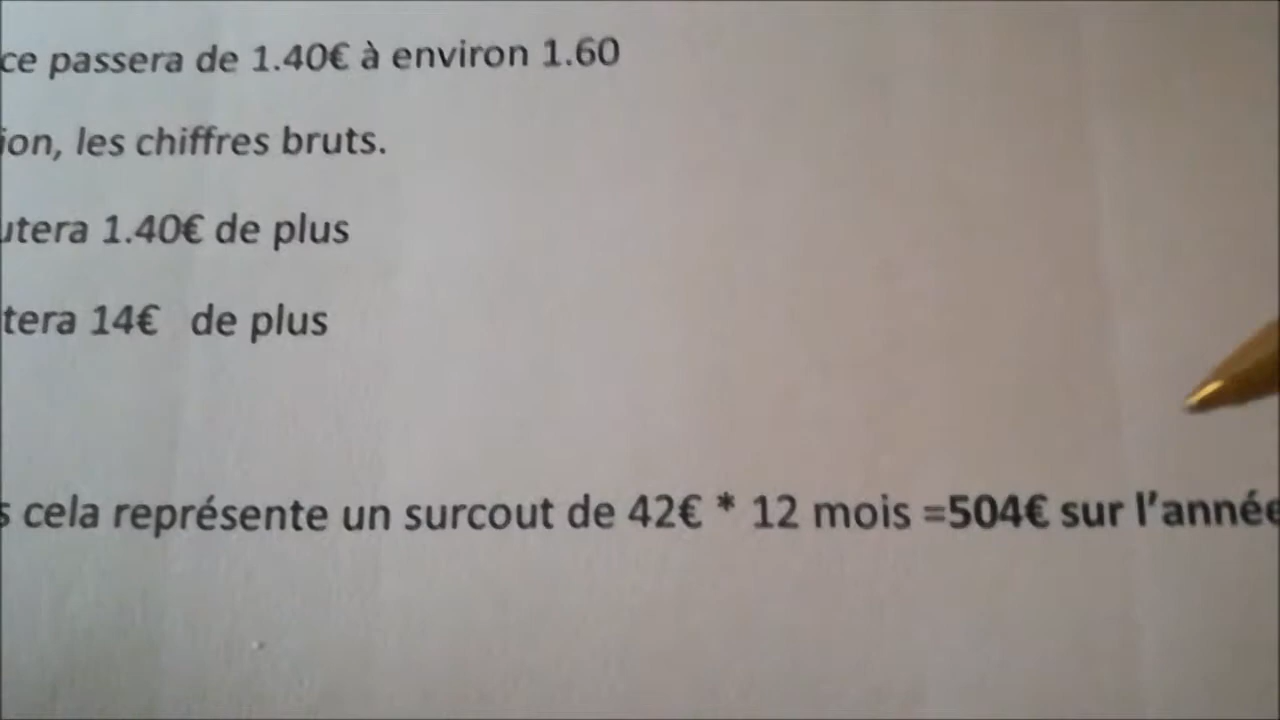 ce passera de 1.40€ à environ 1.60
ion, les chiffres bruts.
utera 1.40€ de plus
tera 14€ de plus
s cela représente un surcout de 42€ * 12 mois =504€ sur l'année